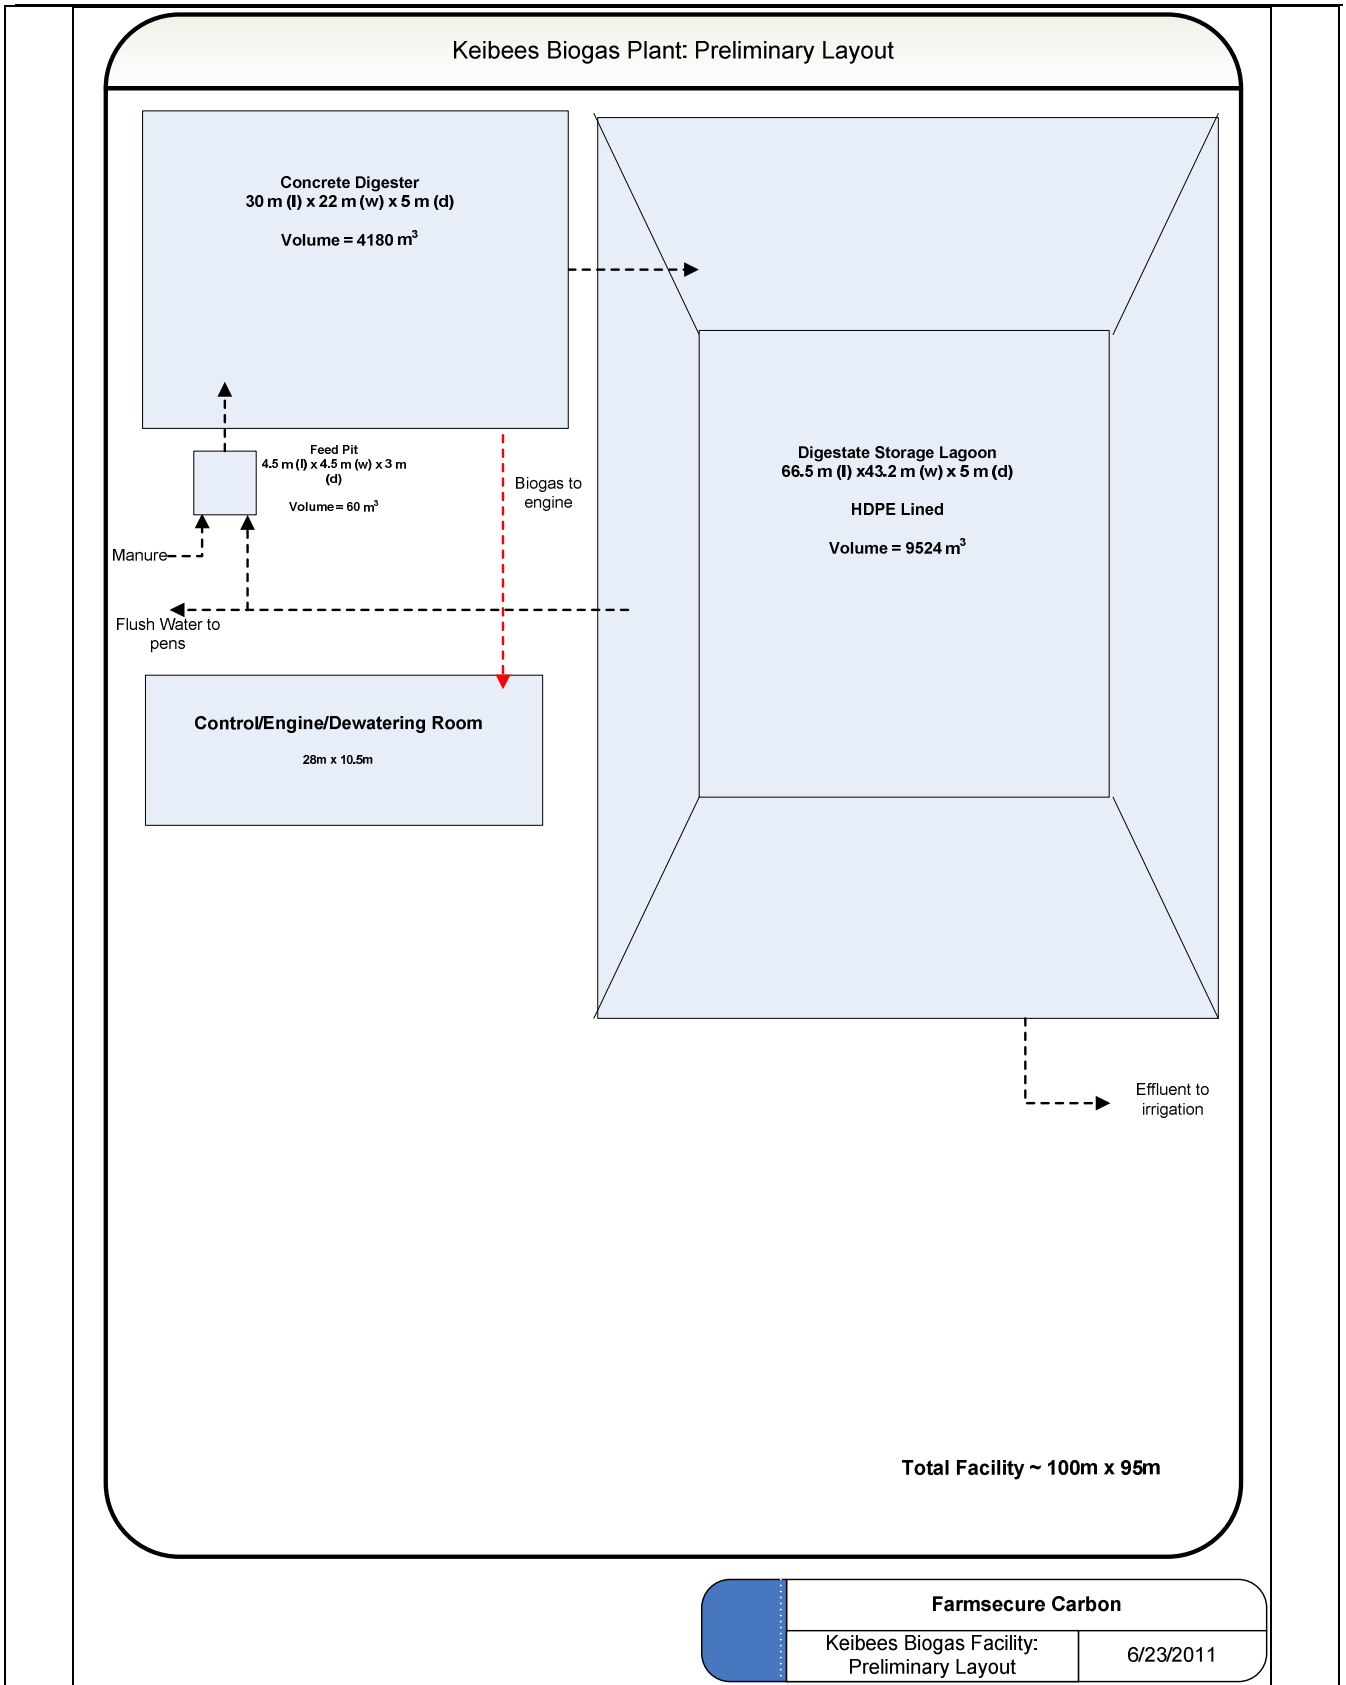 Keibees Biogas Plant: Preliminary Layout
Concrete Digester
30 m (l) x 22 m (w) x 5 m (d)
Volume = 4180 m³
Feed Pit
4.5 m (l) x 4.5 m (w) x 3 m
(d)
Volume = 60 m³
Biogas to
engine
Manure
Flush Water to
pens
Control/Engine/Dewatering Room
28m x 10.5m
Digestate Storage Lagoon
66.5 m (l) x43.2 m (w) x 5 m (d)
HDPE Lined
Volume = 9524 m³
Effluent to
irrigation
Total Facility ~ 100m x 95m
Farmsecure Carbon
Keibees Biogas Facility:
Preliminary Layout
6/23/2011